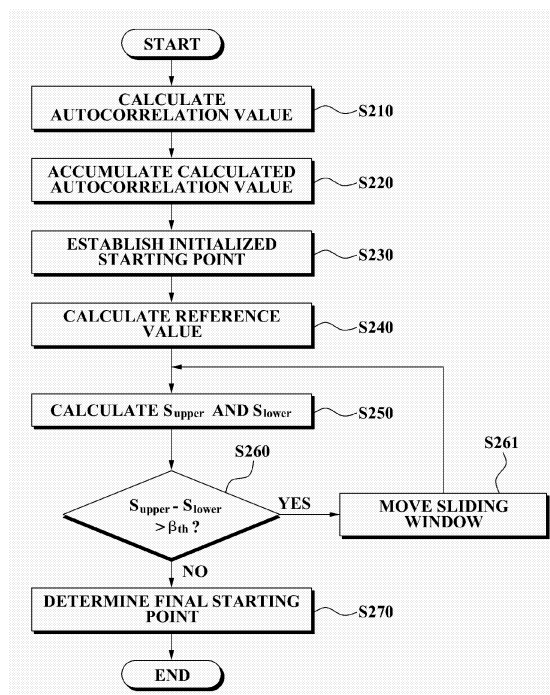 START
CALCULATE
AUTOCORRELATION VALUE
S210
ACCUMULATE CALCULATED
AUTOCORRELATION VALUE
S220
ESTABLISH INITIALIZED
STARTING POINT
S230
CALCULATE REFERENCE
VALUE
S240
CALCULATE Supper AND Slower
S250
S260
S261
Supper - Slower
> βth ?
YES
MOVE SLIDING
WINDOW
NO
DETERMINE FINAL STARTING
POINT
S270
END